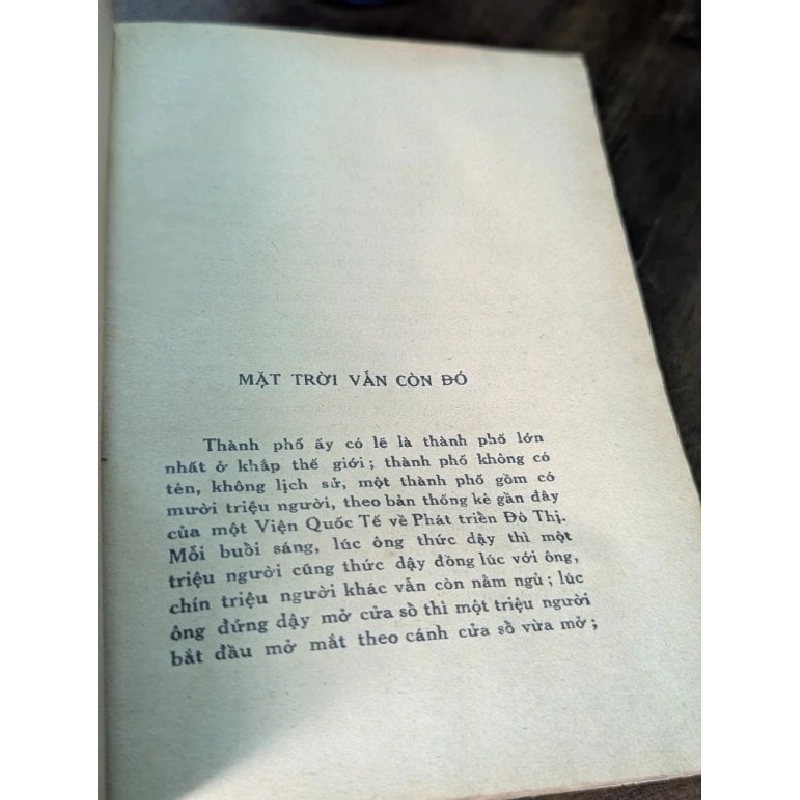 MẶT TRỜI VẪN CÒN ĐÓ
Thành phố ấy có lẽ là thành phố lớn
nhất ở khắp thế giới ; thành phố không có
tên, không lịch sử, một thành phố gồm có
mười triệu người, theo bản thống kê gần đây
của một Viện Quốc Tế về Phát triển Đô Thị.
Mỗi buổi sáng, lúc ông thức dậy thì một
triệu người cũng thức dậy đồng lúc với ông,
chín triệu người khác vẫn còn nằm ngủ ; lúc
ông đứng dậy mở cửa sổ thì một triệu người
bắt đầu mở mắt theo cánh cửa sổ vừa mở ;